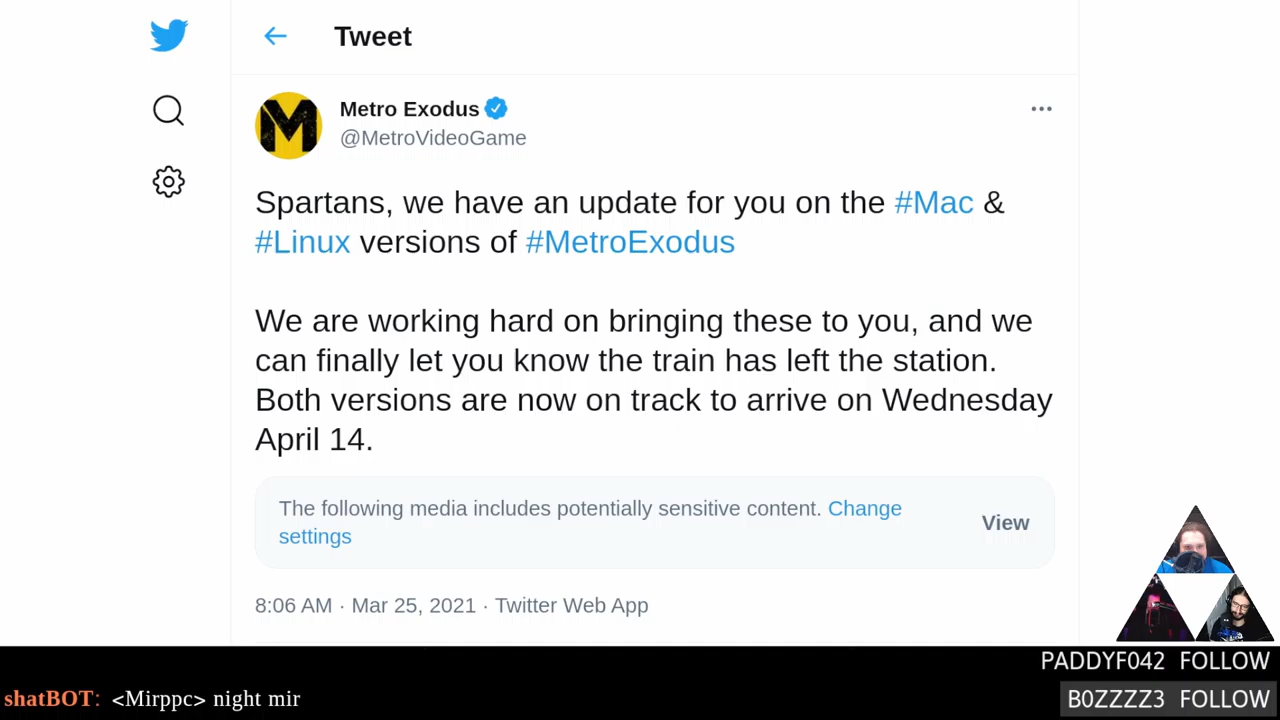 Tweet
Metro Exodus
@MetroVideoGame
Spartans, we have an update for you on the #Mac &
#Linux versions of #MetroExodus
We are working hard on bringing these to you, and we
can finally let you know the train has left the station.
Both versions are now on track to arrive on Wednesday
April 14.
The following media includes potentially sensitive content. Change
settings
View
8:06 AM · Mar 25, 2021 · Twitter Web App
PADDYF042 FOLLOW
shatBOT: <Mirppc> night mir
B0ZZZZ3 FOLLOW